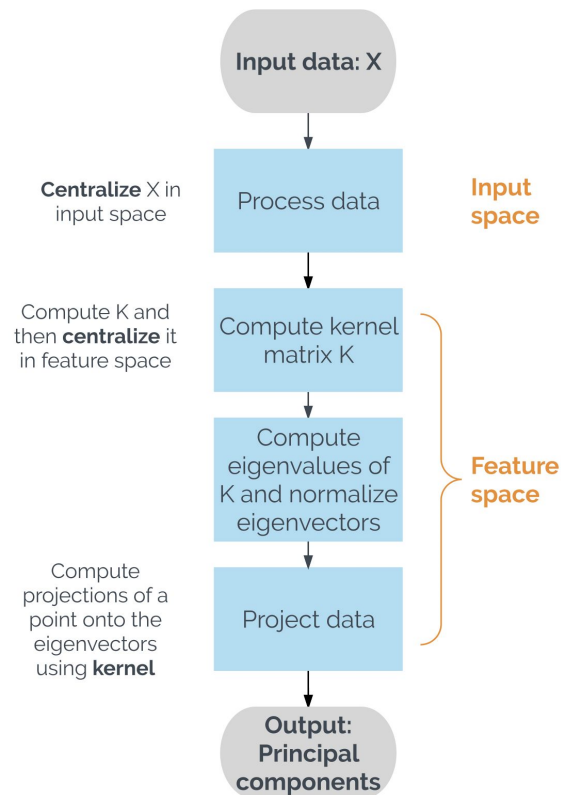 Input data: X
Centralize X in
input space
Process data
Input
space
Compute K and
then centralize it
in feature space
Compute kernel
matrix K
Compute
eigenvalues of
K and normalize
eigenvectors
Feature
space
Compute
projections of a
point onto the
eigenvectors
using kernel
Project data
Output:
Principal
components